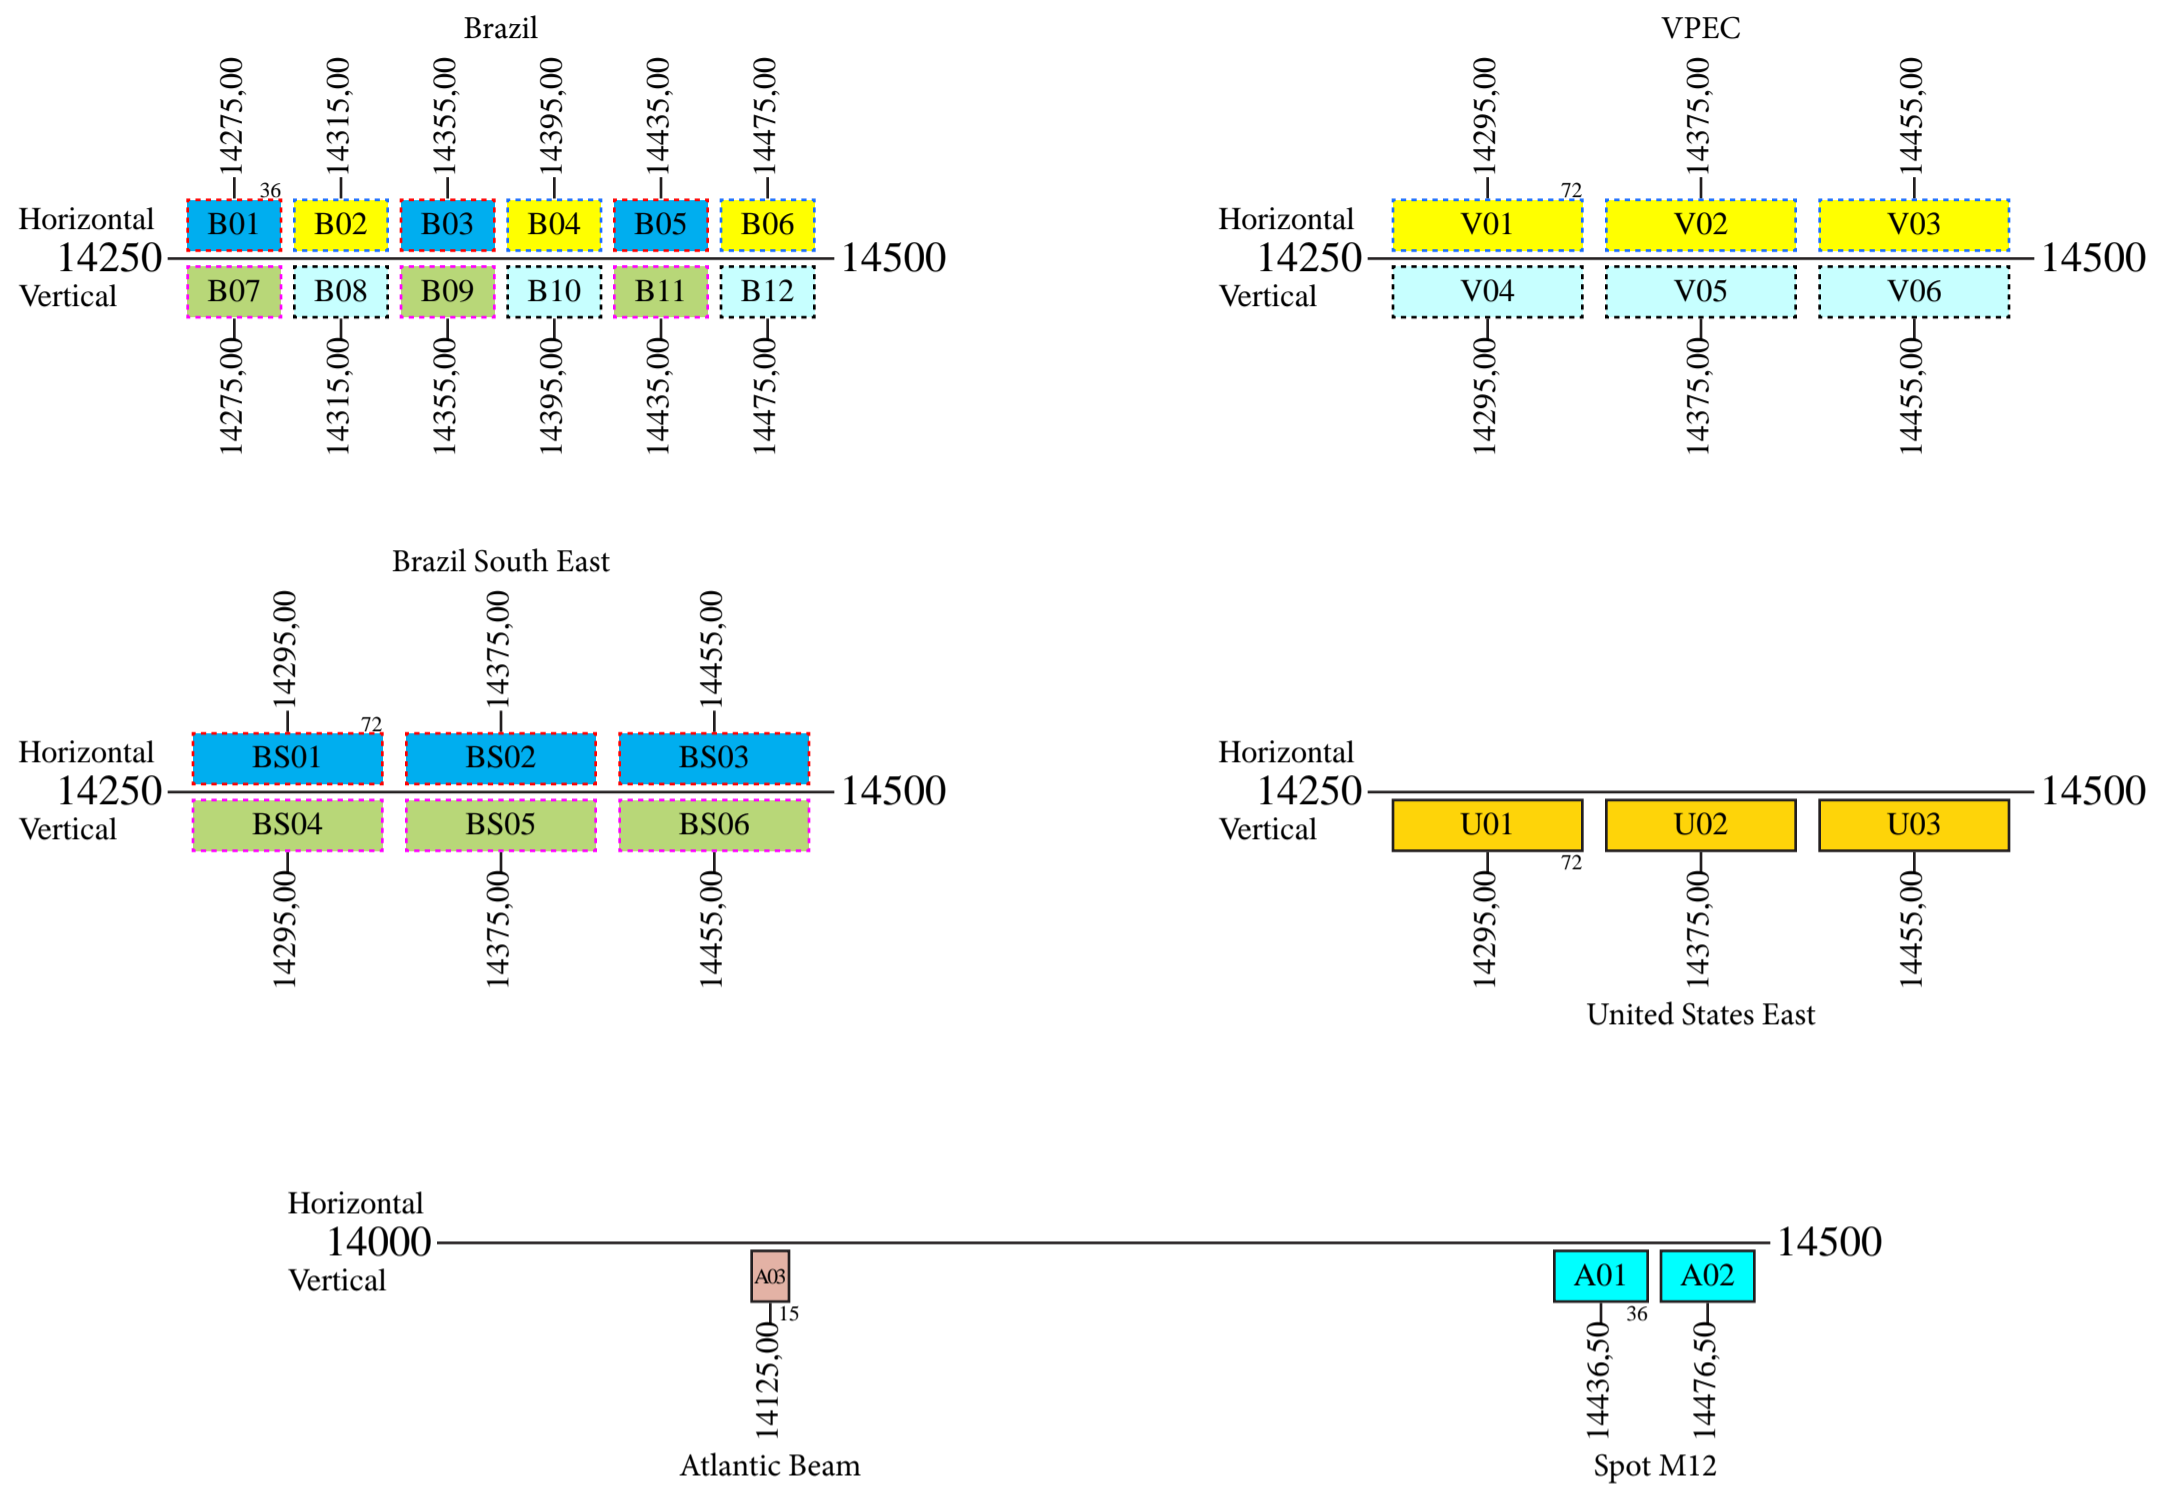 Brazil
14275,00 14315,00 14355,00 14395,00 14435,00 14475,00
36
Horizontal B01 B02 B03 B04 B05 B06
14250 14500
Vertical B07 B08 B09 B10 B11 B12
14275,00 14315,00 14355,00 14395,00 14435,00 14475,00
VPEC
14295,00 14375,00 14455,00
72
Horizontal V01 V02 V03
14250 14500
Vertical V04 V05 V06
14295,00 14375,00 14455,00
Brazil South East
14295,00 14375,00 14455,00
72
Horizontal BS01 BS02 BS03
14250 14500
Vertical BS04 BS05 BS06
14295,00 14375,00 14455,00
Horizontal
14250 14500
Vertical U01 U02 U03
72
14295,00 14375,00 14455,00
United States East
Horizontal
14000 14500
Vertical A03 A01 A02
15 36
14125,00 14436,50 14476,50
Atlantic Beam Spot M12